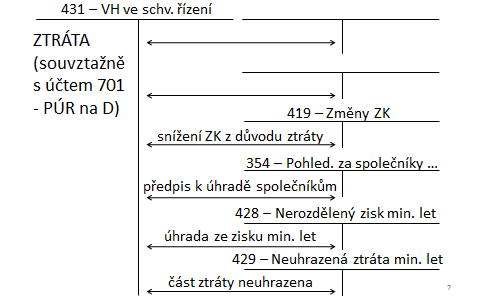 431 – VH ve schv. řízení
ZTRÁTA
(souvztažně
s účtem 701
- PÚR na D)
419 – Změny ZK
snížení ZK z důvodu ztráty
354 – Pohled. za společníky ...
předpis k úhradě společníkům
428 – Nerozdělený zisk min. let
úhrada ze zisku min. let
429 – Neuhrazená ztráta min. let
část ztráty neuhrazena
7